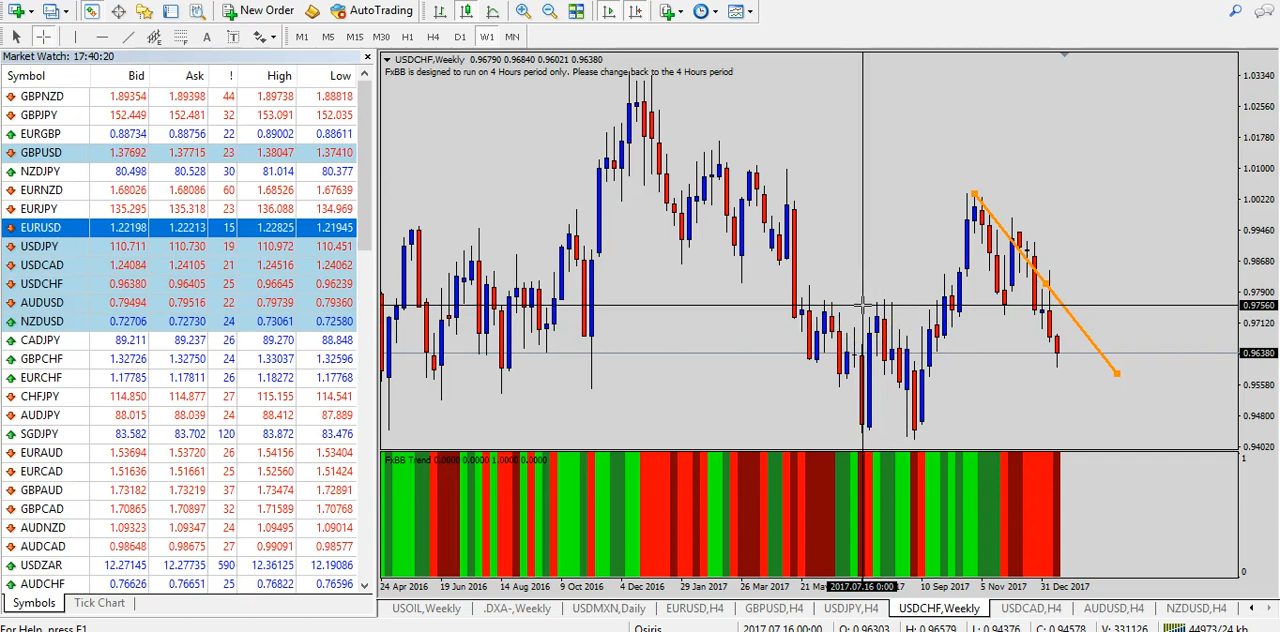 New Order AutoTrading
A T M1 M5 M15 M30 H1 H4 D1 W1 MN
Market Watch: 17:40:20
Symbol Bid Ask ! High Low
GBPNZD 1.89354 1.89398 44 1.89738 1.88818
GBPJPY 152.449 152.481 32 153.091 152.035
EURGBP 0.88734 0.88756 22 0.89002 0.88611
GBPUSD 1.37692 1.37715 23 1.38047 1.37410
NZDJPY 80.498 80.528 30 81.014 80.377
EURNZD 1.68026 1.68086 60 1.68526 1.67639
EURJPY 135.295 135.318 23 136.088 134.969
EURUSD 1.22198 1.22213 15 1.22825 1.21945
USDJPY 110.711 110.730 19 110.972 110.451
USDCAD 1.24084 1.24105 21 1.24516 1.24062
USDCHF 0.96380 0.96405 25 0.96645 0.96239
AUDUSD 0.79494 0.79516 22 0.79739 0.79360
NZDUSD 0.72706 0.72730 24 0.73061 0.72580
CADJPY 89.211 89.237 26 89.270 88.848
GBPCHF 1.32726 1.32750 24 1.33037 1.32596
EURCHF 1.17785 1.17811 26 1.18272 1.17768
CHFJPY 114.850 114.877 27 115.155 114.541
AUDJPY 88.015 88.039 24 88.412 87.889
SGDJPY 83.582 83.702 120 83.872 83.476
EURAUD 1.53694 1.53720 26 1.54156 1.53404
EURCAD 1.51636 1.51661 25 1.52560 1.51424
GBPAUD 1.73182 1.73219 37 1.73474 1.72891
GBPCAD 1.70865 1.70897 32 1.71589 1.70768
AUDNZD 1.09323 1.09347 24 1.09495 1.09014
AUDCAD 0.98648 0.98675 27 0.99091 0.98577
USDZAR 12.27145 12.27735 590 12.36125 12.19086
AUDCHF 0.76626 0.76651 25 0.76822 0.76596
Symbols Tick Chart
USDCHF,Weekly 0.96790 0.96840 0.96021 0.96380
FxBB is designed to run on 4 Hours period only. Please change back to the 4 Hours period
1.03340
1.02560
1.01780
1.01000
1.00220
0.99460
0.98680
0.97900
0.97560
0.97120
0.96380
0.95580
0.94800
0.94020
FxBB Trend 0.0000 0.0000 1.0000 0.0000
1
0
24 Apr 2016 19 Jun 2016 14 Aug 2016 9 Oct 2016 4 Dec 2016 29 Jan 2017 26 Mar 2017 21 May 2017.07.16 0:00 10 Sep 2017 5 Nov 2017 31 Dec 2017
USOIL,Weekly .DXA-,Weekly USDMXN,Daily EURUSD,H4 GBPUSD,H4 USDJPY,H4 USDCHF,Weekly USDCAD,H4 AUDUSD,H4 NZDUSD,H4
For Help, press F1 Osiris 2017.07.16 00:00 O: 0.96303 H: 0.96579 L: 0.94376 C: 0.94578 V: 331126 44973/24 kb